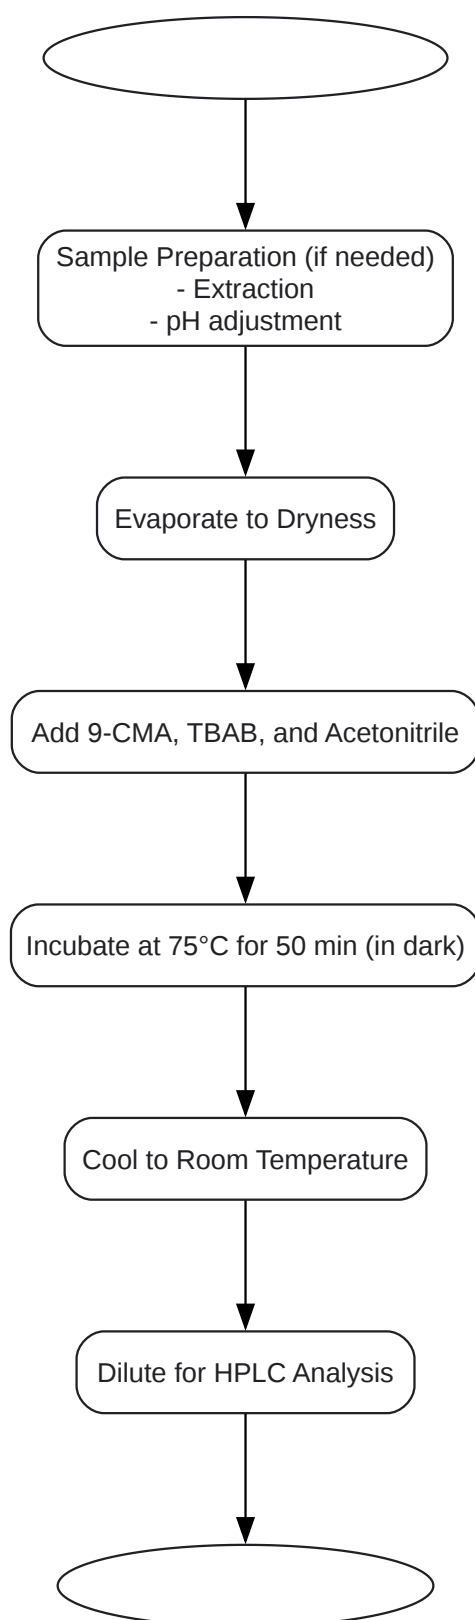 Sample Preparation (if needed)
- Extraction
- pH adjustment
Evaporate to Dryness
Add 9-CMA, TBAB, and Acetonitrile
Incubate at 75°C for 50 min (in dark)
Cool to Room Temperature
Dilute for HPLC Analysis